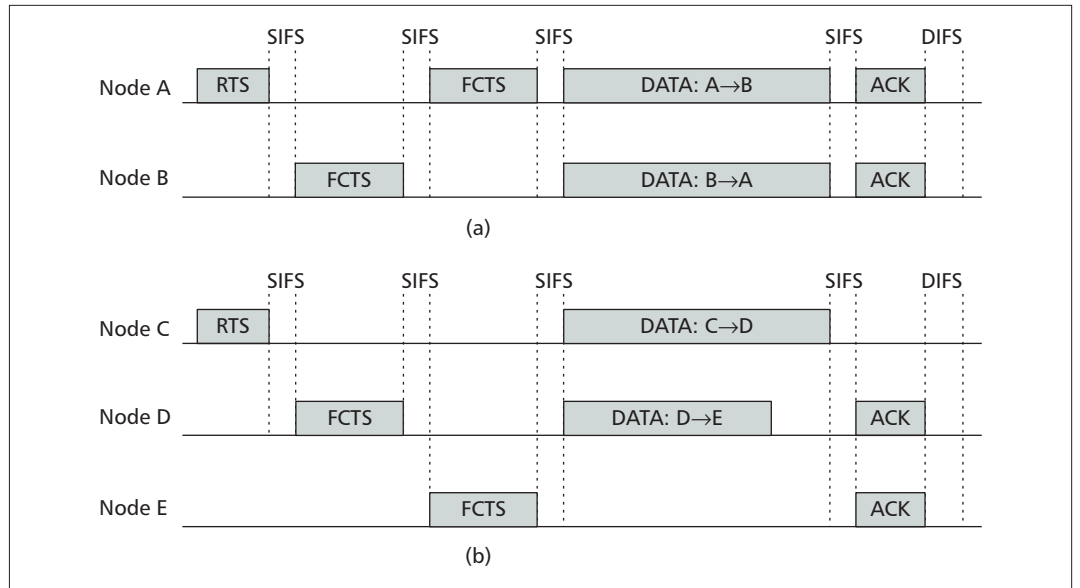 SIFS SIFS SIFS SIFS DIFS
Node A RTS FCTS DATA: A→B ACK
Node B FCTS DATA: B→A ACK
(a)
SIFS SIFS SIFS SIFS DIFS
Node C RTS DATA: C→D
Node D FCTS DATA: D→E ACK
Node E FCTS ACK
(b)